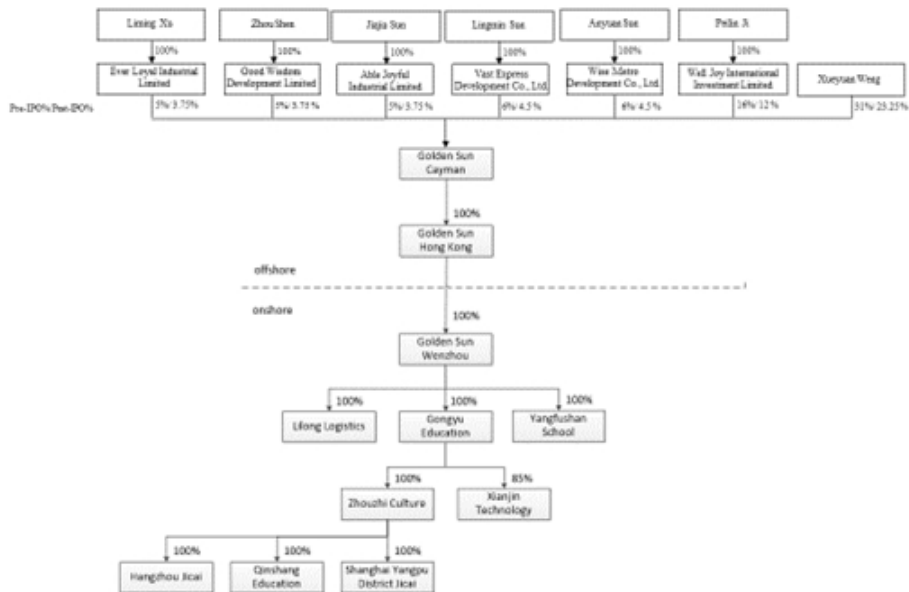 Liming Xu
Zhou Shen
Jiajia Sun
Lingmin Sun
Anyuan Sun
Peilin Ji
100%
100%
100%
100%
100%
100%
Ever Loyal Industrial
Limited
Good Wisdom
Development Limited
Able Joyful
Industrial Limited
Vast Express
Development Co., Ltd.
Wise Metro
Development Co., Ltd.
Well Joy International
Investment Limited
Xueyuan Weng
Pre-IPO%/Post-IPO%
5%/3.75%
5%/3.75%
5%/3.75%
6%/4.5%
6%/4.5%
16%/12%
31%/23.25%
Golden Sun
Cayman
100%
Golden Sun
Hong Kong
offshore
onshore
100%
Golden Sun
Wenzhou
100%
100%
100%
Lilong Logistics
Gongyu
Education
Yangfushan
School
100%
85%
Zhouzhi Culture
Xianjin
Technology
100%
100%
100%
Hangzhou Jicai
Qinshang
Education
Shanghai Yangpu
District Jicai